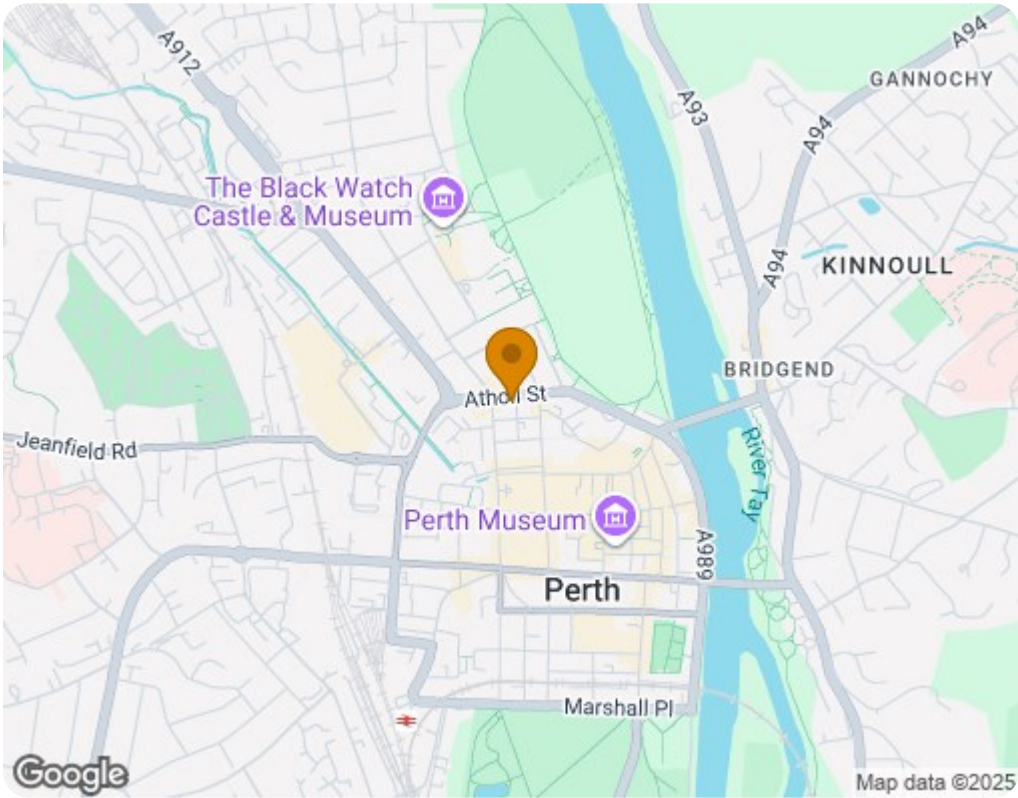 A912
A94
GANNOCHY
A93
A94
The Black Watch
Castle & Museum
A94
KINNOULL
BRIDGEND
Atholl St
Jeanfield Rd
River Tay
Perth Museum
A989
Perth
Marshall Pl
Google
Map data ©2025